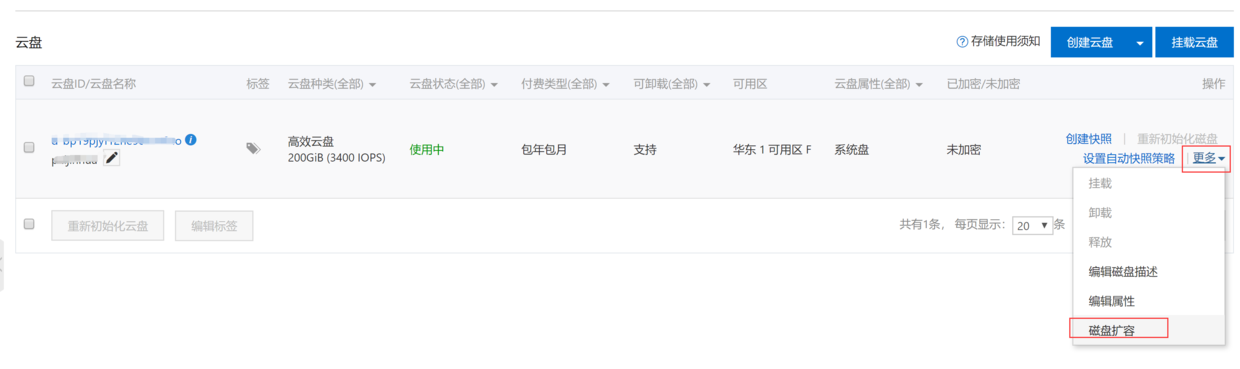 云盘
存储使用须知
创建云盘
挂载云盘
云盘ID/云盘名称 标签 云盘种类(全部) 云盘状态(全部) 付费类型(全部) 可卸载(全部) 可用区 云盘属性(全部) 已加密/未加密 操作
高效云盘
200GiB (3400 IOPS)
使用中
包年包月
支持
华东 1 可用区 F
系统盘
未加密
创建快照 | 重新初始化磁盘
设置自动快照策略 | 更多
挂载
卸载
释放
编辑磁盘描述
编辑属性
磁盘扩容
重新初始化云盘
编辑标签
共有1条， 每页显示： 20 条